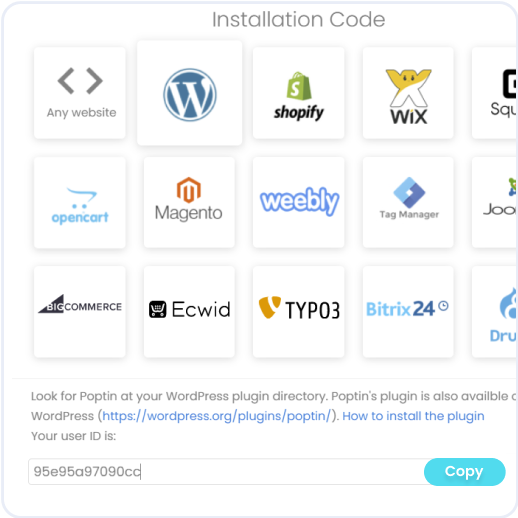 Installation Code
Any website
W
shopify
WiX
Squ
opencart
Magento
weebly
Tag Manager
Joo
BIGCOMMERCE
Ecwid
TYPO3
Bitrix24
Dru
Look for Poptin at your WordPress plugin directory. Poptin's plugin is also availble o
WordPress (https://wordpress.org/plugins/poptin/). How to install the plugin
Your user ID is:
95e95a97090cc
Copy